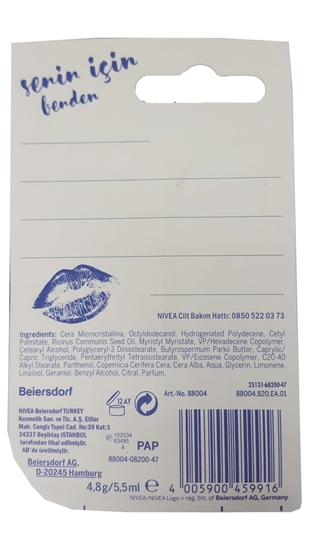 senin için
benden
NIVEA Cilt Bakım Hattı: 0850 522 03 73
Ingredients: Cera Microcristallina, Octyldodecanol, Hydrogenated Polydecene, Cetyl
Palmitate, Ricinus Communis Seed Oil, Myristyl Myristate, VP/Hexadecene Copolymer,
Cetearyl Alcohol, Polyglyceryl-3 Diisostearate, Butyrospermum Parkii Butter, Caprylic/
Capric Triglyceride, Pentaerythrityl Tetraisostearate, VP/Eicosene Copolymer, C20-40
Alkyl Stearate, Panthenol, Copernicia Cerifera Cera, Cera Alba, Aqua, Glycerin, Limonene,
Linalool, Geraniol, Benzyl Alcohol, Citral, Parfum.
25131-68200-47
Beiersdorf
12 AY
Art.-No. 88004
88004.820.EA.01
NIVEA Beiersdorf TURKEY
Kozmetik San. ve Tic. A.Ş. Etiler
Mah. Cengiz Topel Cad. No:39 Kat:1
34337 Beşiktaş İSTANBUL
tarafından ithal edilmiştir.
AB'de üretilmiştir.
Beiersdorf AG,
D-20245 Hamburg
152534
63495
4
PAP
88004-08200-47
4,8g/5,5ml
e
4 005900 459916
NIVEA/NIVEA Logo = reg. trm. of Beiersdorf AG, Germany